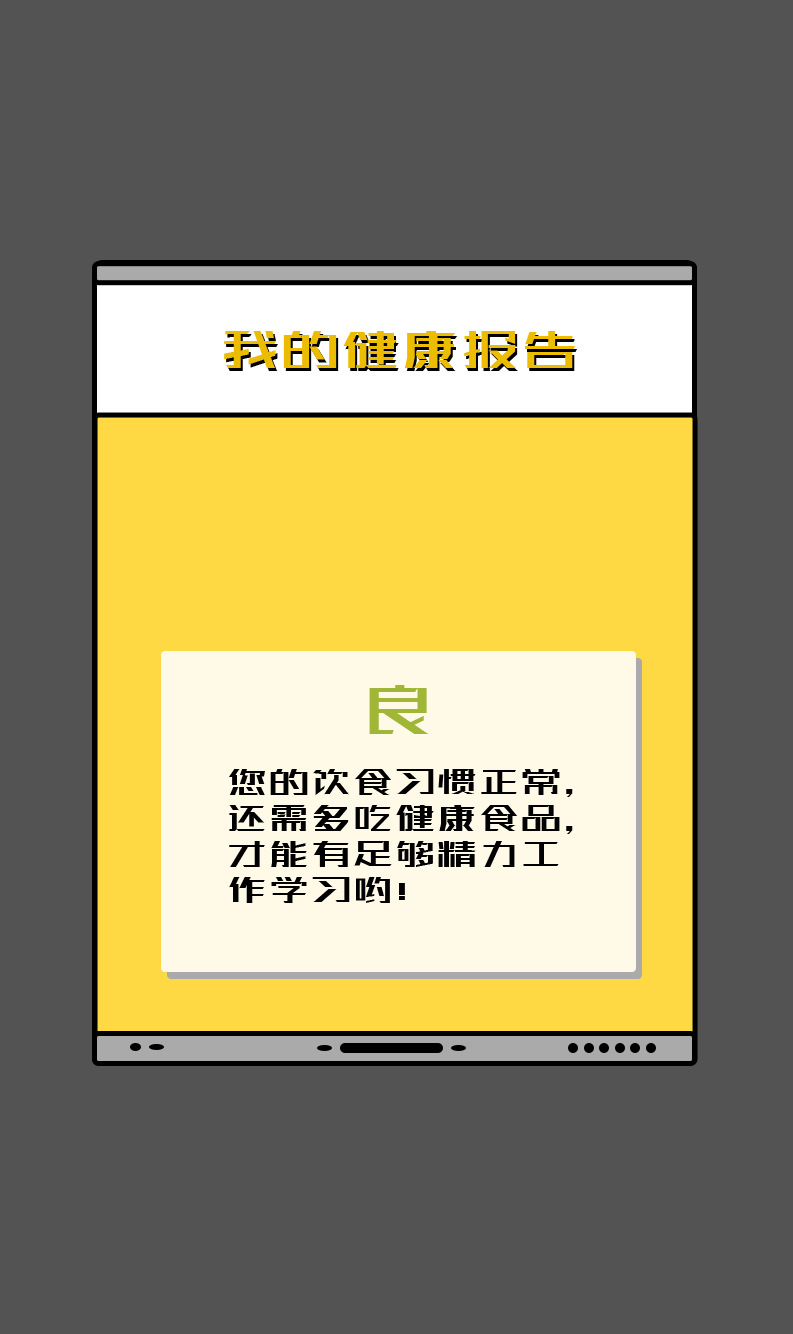 我的健康报告
良
您的饮食习惯正常,
还需多吃健康食品,
才能有足够精力工
作学习哟!